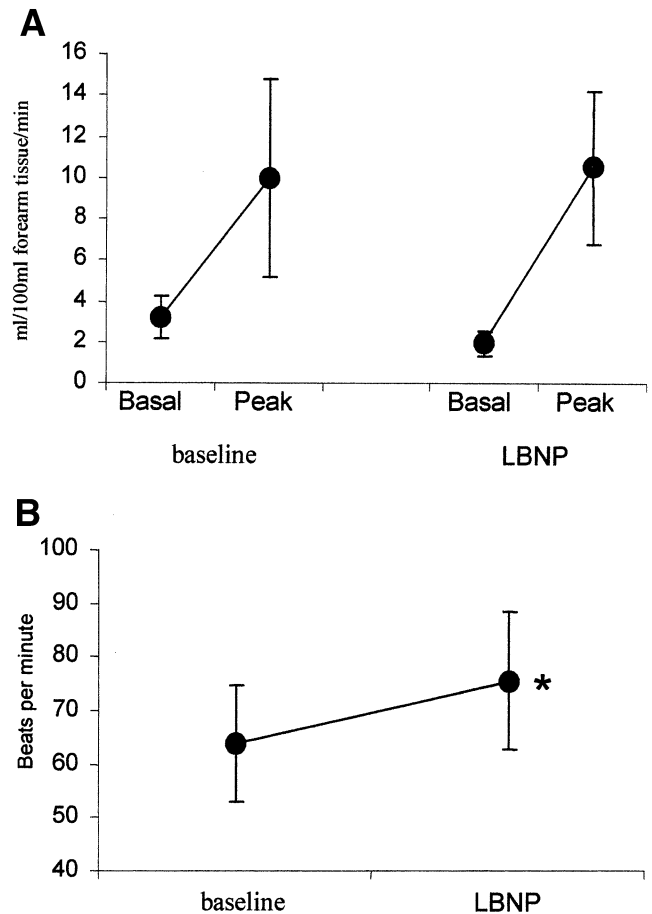 A
16
14
12
10
8
6
4
2
0
ml/100ml forearm tissue/min
Basal Peak Basal Peak
baseline LBNP
B
100
90
80
70
60
50
40
Beats per minute
*
baseline LBNP